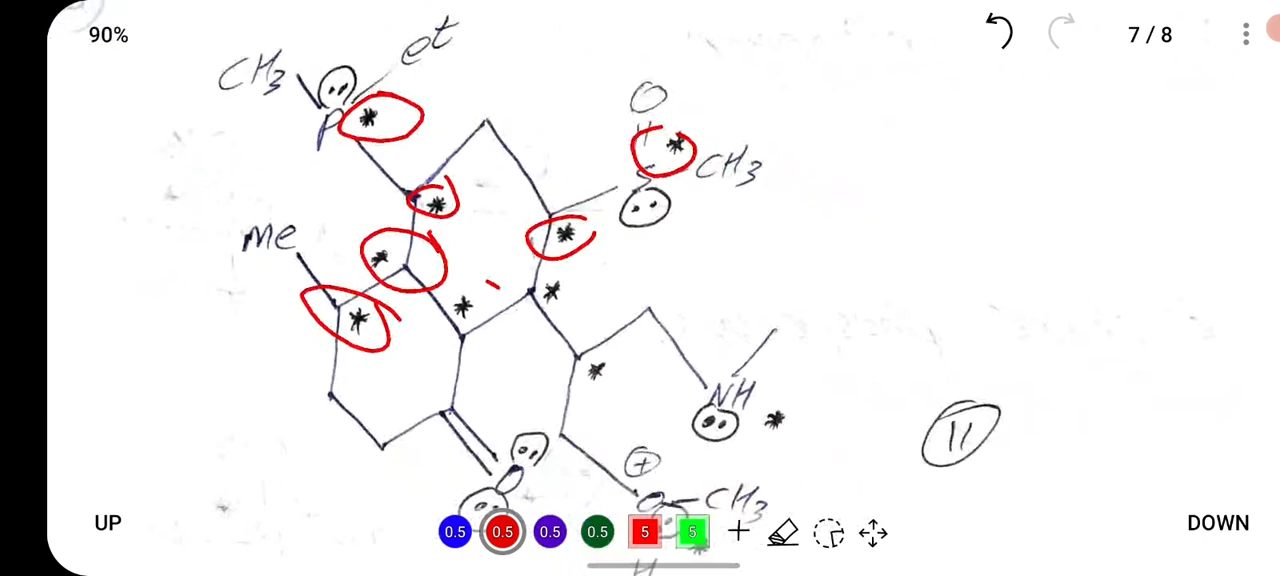 90%
7 / 8
et
CH3
P
O
S
CH3
Me
NH
11
O
+
O–CH3
H
UP
0.5 0.5 0.5 0.5 5 5
DOWN